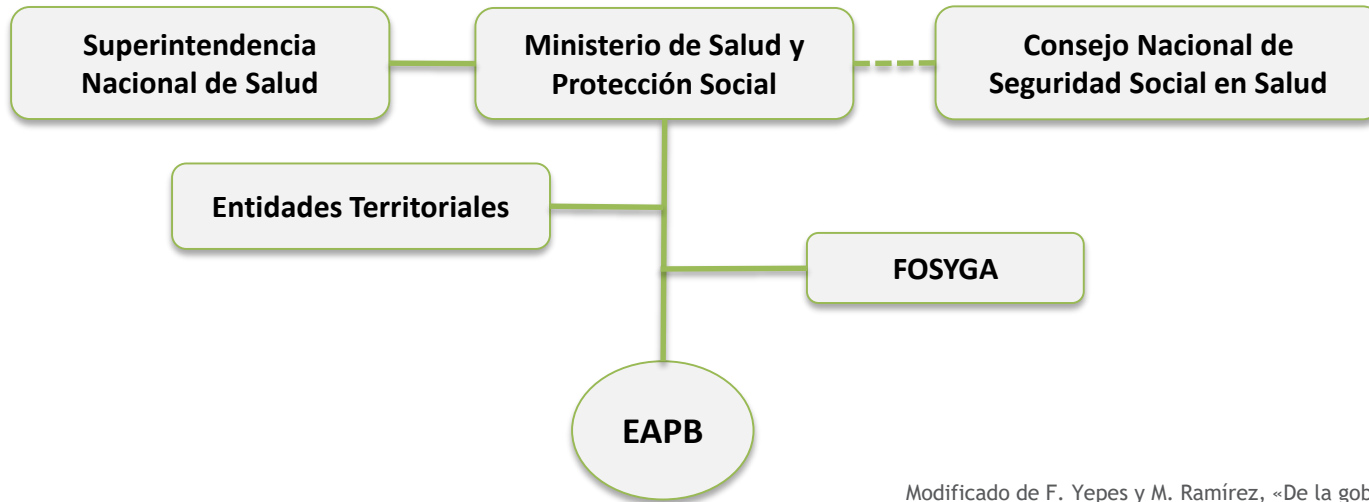 Superintendencia
Nacional de Salud
Ministerio de Salud y
Protección Social
Consejo Nacional de
Seguridad Social en Salud
Entidades Territoriales
FOSYGA
EAPB
Modificado de F. Yepes y M. Ramírez, «De la gob